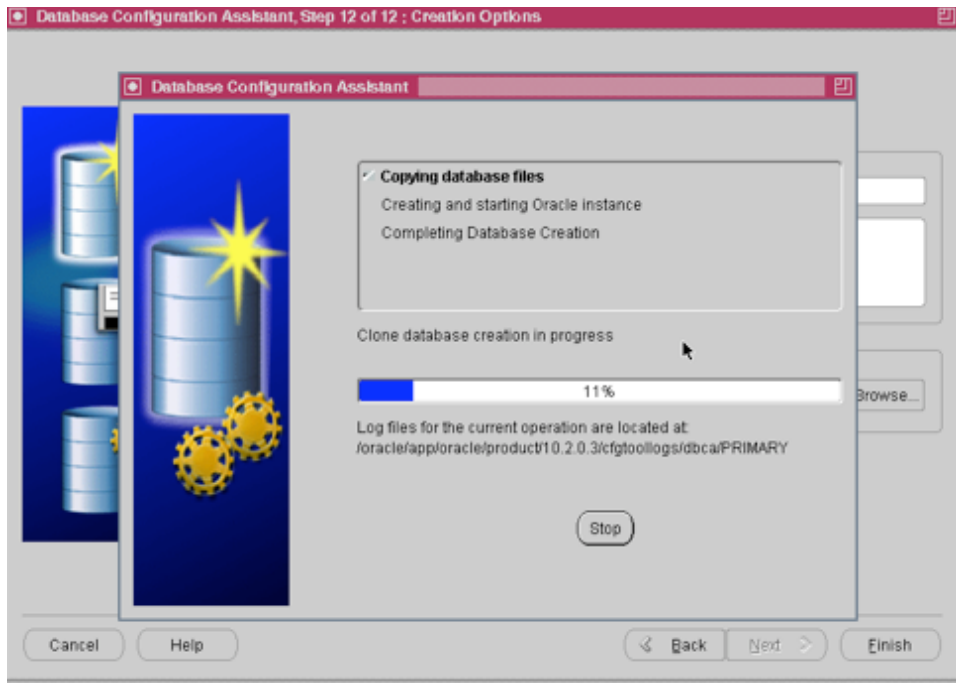 Database Configuration Assistant, Step 12 of 12 : Creation Options
Database Configuration Assistant
Copying database files
Creating and starting Oracle instance
Completing Database Creation
Clone database creation in progress
11%
Browse...
Log files for the current operation are located at:
/oracle/app/oracle/product/10.2.0.3/cfgtoollogs/dbca/PRIMARY
Stop
Cancel
Help
Back
Next
Finish